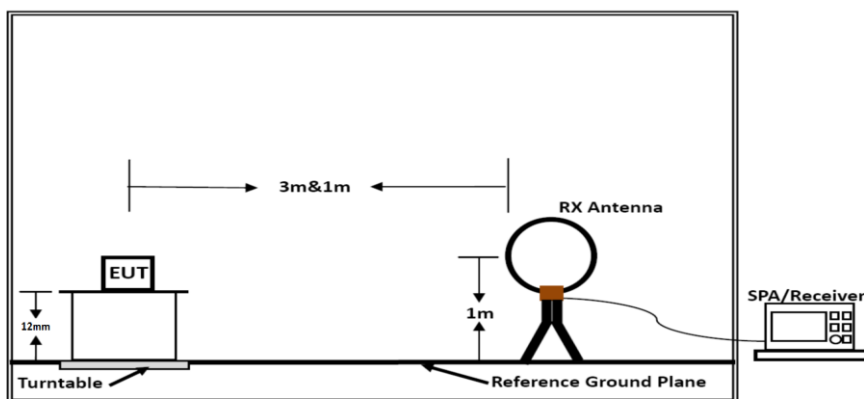 3m&1m
RX Antenna
EUT
12mm
1m
SPA/Receiver
Turntable
Reference Ground Plane